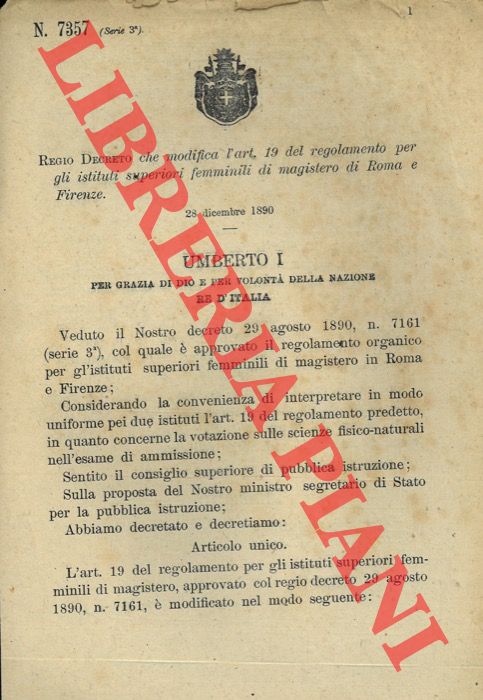 1
N. 7357 (Serie 3ª).
REGIO DECRETO che modifica l'art. 19 del regolamento per
gli istituti superiori femminili di magistero di Roma e
Firenze.
28 dicembre 1890
UMBERTO I
PER GRAZIA DI DIO E PER VOLONTÀ DELLA NAZIONE
RE D'ITALIA
Veduto il Nostro decreto 29 agosto 1890, n. 7161
(serie 3ª), col quale è approvato il regolamento organico
per gl'istituti superiori femminili di magistero in Roma
e Firenze;
Considerando la convenienza di interpretare in modo
uniforme pei due istituti l'art. 19 del regolamento predetto,
in quanto concerne la votazione sulle scienze fisico-naturali
nell'esame di ammissione;
Sentito il consiglio superiore di pubblica istruzione;
Sulla proposta del Nostro ministro segretario di Stato
per la pubblica istruzione;
Abbiamo decretato e decretiamo:
Articolo unico.
L'art. 19 del regolamento per gli istituti superiori fem-
minili di magistero, approvato col regio decreto 29 agosto
1890, n. 7161, è modificato nel modo seguente:
LIBRERIA PIANI